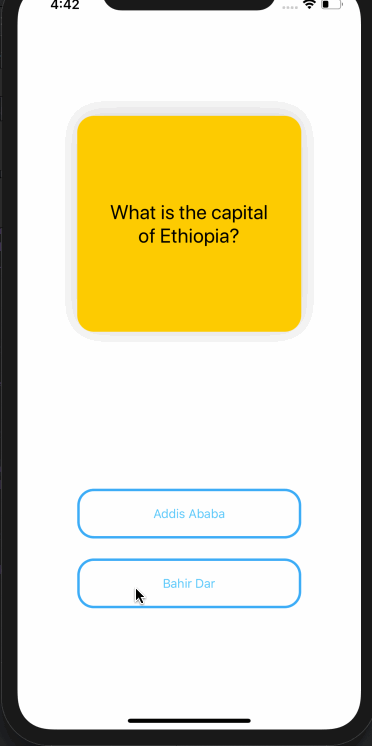 4:42
What is the capital
of Ethiopia?
Addis Ababa
Bahir Dar